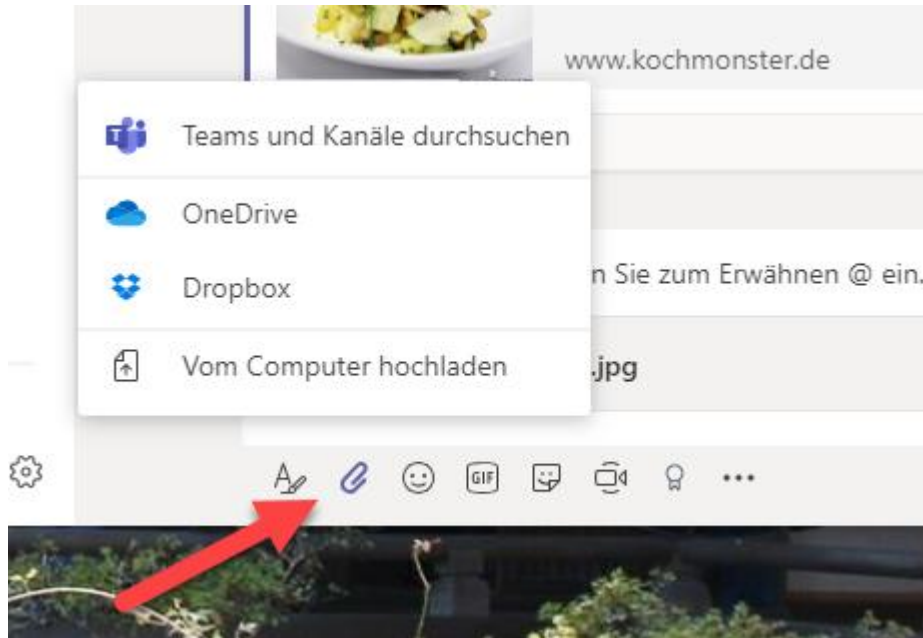 www.kochmonster.de
Teams und Kanäle durchsuchen
OneDrive
Dropbox
n Sie zum Erwähnen @ ein.
Vom Computer hochladen
.jpg
GIF